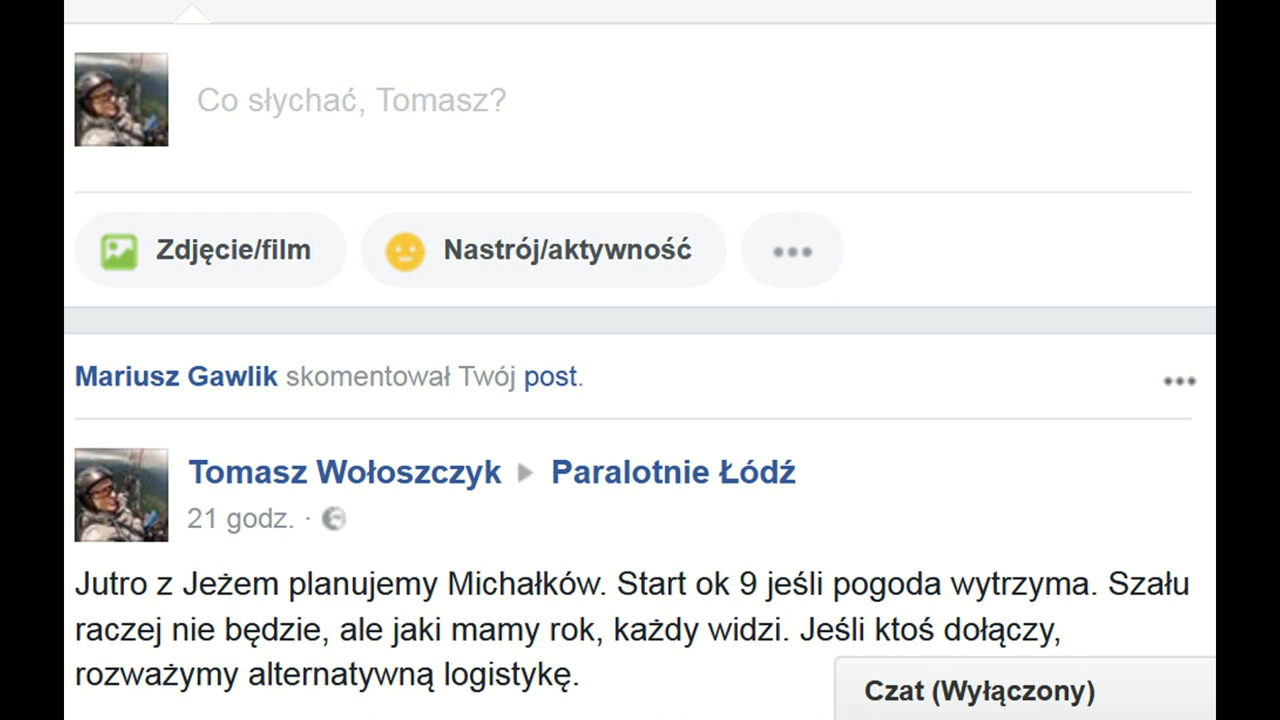 Co słychać, Tomasz?
Zdjęcie/film Nastrój/aktywność
Mariusz Gawlik skomentował Twój post.
Tomasz Wołoszczyk Paralotnie Łódź
21 godz. ·
Jutro z Jeżem planujemy Michałków. Start ok 9 jeśli pogoda wytrzyma. Szału
raczej nie będzie, ale jaki mamy rok, każdy widzi. Jeśli ktoś dołączy,
rozważymy alternatywną logistykę.
Czat (Wyłączony)